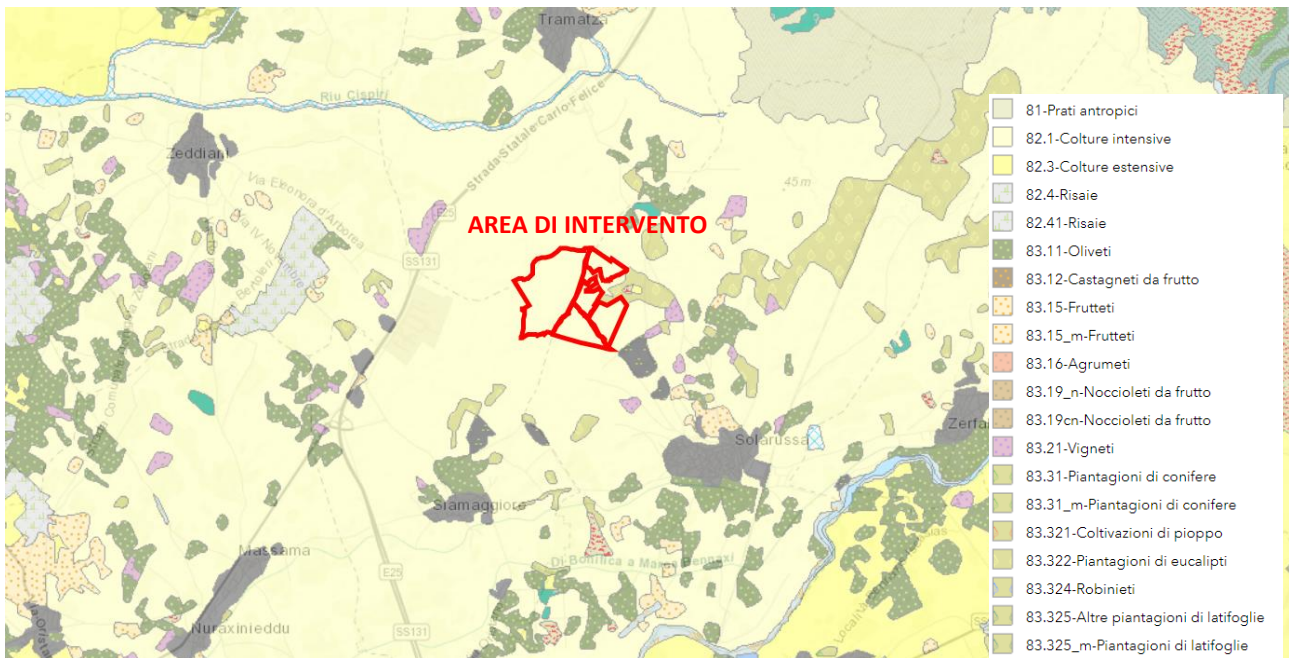 Tramatza
Riu Cispiri
Strada Statale Carlo Felice
Zeddiani
Via Eleonora d'Arborea
Via IV Novembre
45 m
E25
AREA DI INTERVENTO
SS131
Solarussa
Siamaggiore
Massama
Di Bonifica a Mazzo
E25
Nuraxinieddu
SS131
81-Prati antropici
82.1-Colture intensive
82.3-Colture estensive
82.4-Risaie
82.41-Risaie
83.11-Oliveti
83.12-Castagneti da frutto
83.15-Frutteti
83.15_m-Frutteti
83.16-Agrumeti
83.19_n-Noccioleti da frutto
83.19cn-Noccioleti da frutto
83.21-Vigneti
83.31-Piantagioni di conifere
83.31_m-Piantagioni di conifere
83.321-Coltivazioni di pioppo
83.322-Piantagioni di eucalipti
83.324-Robinieti
83.325-Altre piantagioni di latifoglie
83.325_m-Piantagioni di latifoglie